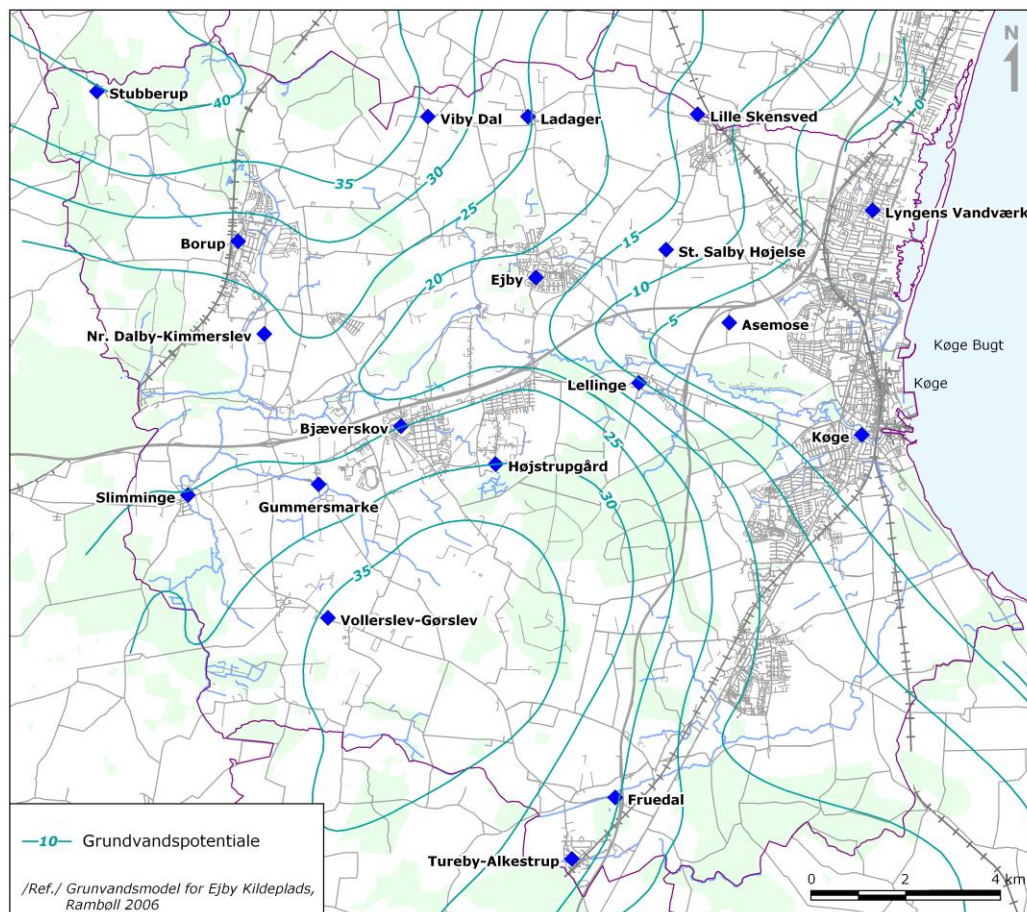 N
Stubberup
40
Viby Dal
Ladager
Lille Skensved
1
0
35
30
25
Lyngens Vandværk
Borup
15
St. Salby Højelse
20
Ejby
10
5
Asemose
Nr. Dalby-Kimmerslev
Køge Bugt
Lellinge
Køge
Bjæverskov
25
Køge
Højstrupgård
Slimminge
Gummersmarke
30
35
Vollerslev-Gørslev
Fruedal
—10— Grundvandspotentiale
Tureby-Alkestrup
/Ref./ Grunvandsmodel for Ejby Kildeplads,
Rambøll 2006
0 2 4 km